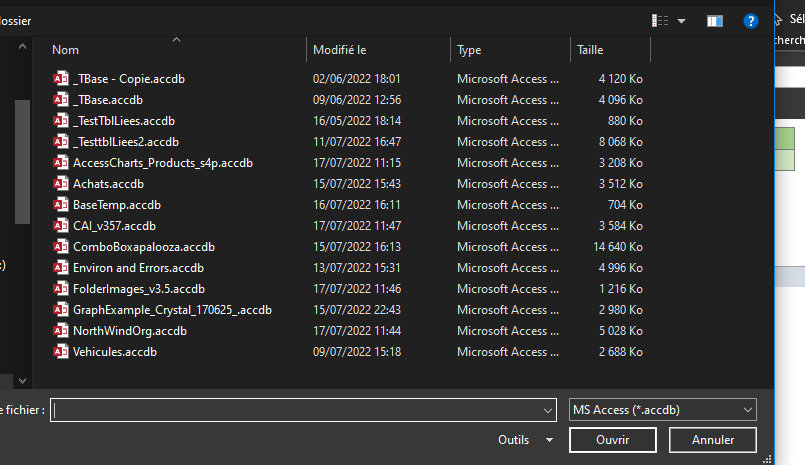 dossier
Sél
cherch
Nom Modifié le Type Taille
_TBase - Copie.accdb 02/06/2022 18:01 Microsoft Access ... 4 120 Ko
_TBase.accdb 09/06/2022 12:56 Microsoft Access ... 4 096 Ko
_TestTblLiees.accdb 16/05/2022 18:14 Microsoft Access ... 880 Ko
_TesttblLiees2.accdb 11/07/2022 16:47 Microsoft Access ... 8 068 Ko
AccessCharts_Products_s4p.accdb 17/07/2022 11:15 Microsoft Access ... 3 208 Ko
Achats.accdb 15/07/2022 15:43 Microsoft Access ... 3 512 Ko
BaseTemp.accdb 16/07/2022 16:11 Microsoft Access ... 704 Ko
CAI_v357.accdb 17/07/2022 11:47 Microsoft Access ... 3 584 Ko
ComboBoxapalooza.accdb 15/07/2022 16:13 Microsoft Access ... 14 640 Ko
Environ and Errors.accdb 13/07/2022 15:31 Microsoft Access ... 4 996 Ko
FolderImages_v3.5.accdb 17/07/2022 11:46 Microsoft Access ... 1 216 Ko
GraphExample_Crystal_170625_.accdb 15/07/2022 22:43 Microsoft Access ... 2 980 Ko
NorthWindOrg.accdb 17/07/2022 11:44 Microsoft Access ... 5 028 Ko
Vehicules.accdb 09/07/2022 15:18 Microsoft Access ... 2 688 Ko
:)
e fichier : MS Access (*.accdb)
Outils Ouvrir Annuler